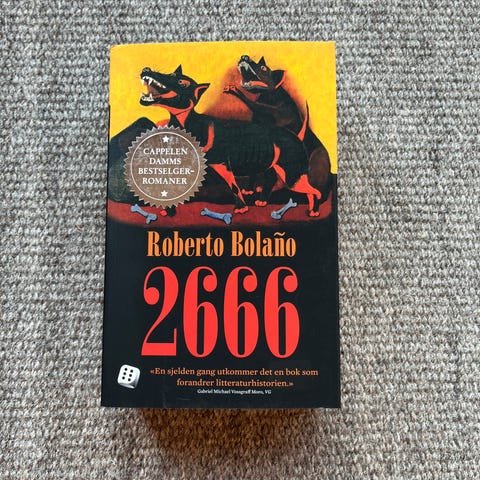 CAPPELEN
DAMMS
BESTSELGER-
ROMANER
Roberto Bolaño
2666
«En sjelden gang utkommer det en bok som
forandrer litteraturhistorien.»
Gabriel Michael Vosgraff Moro, VG